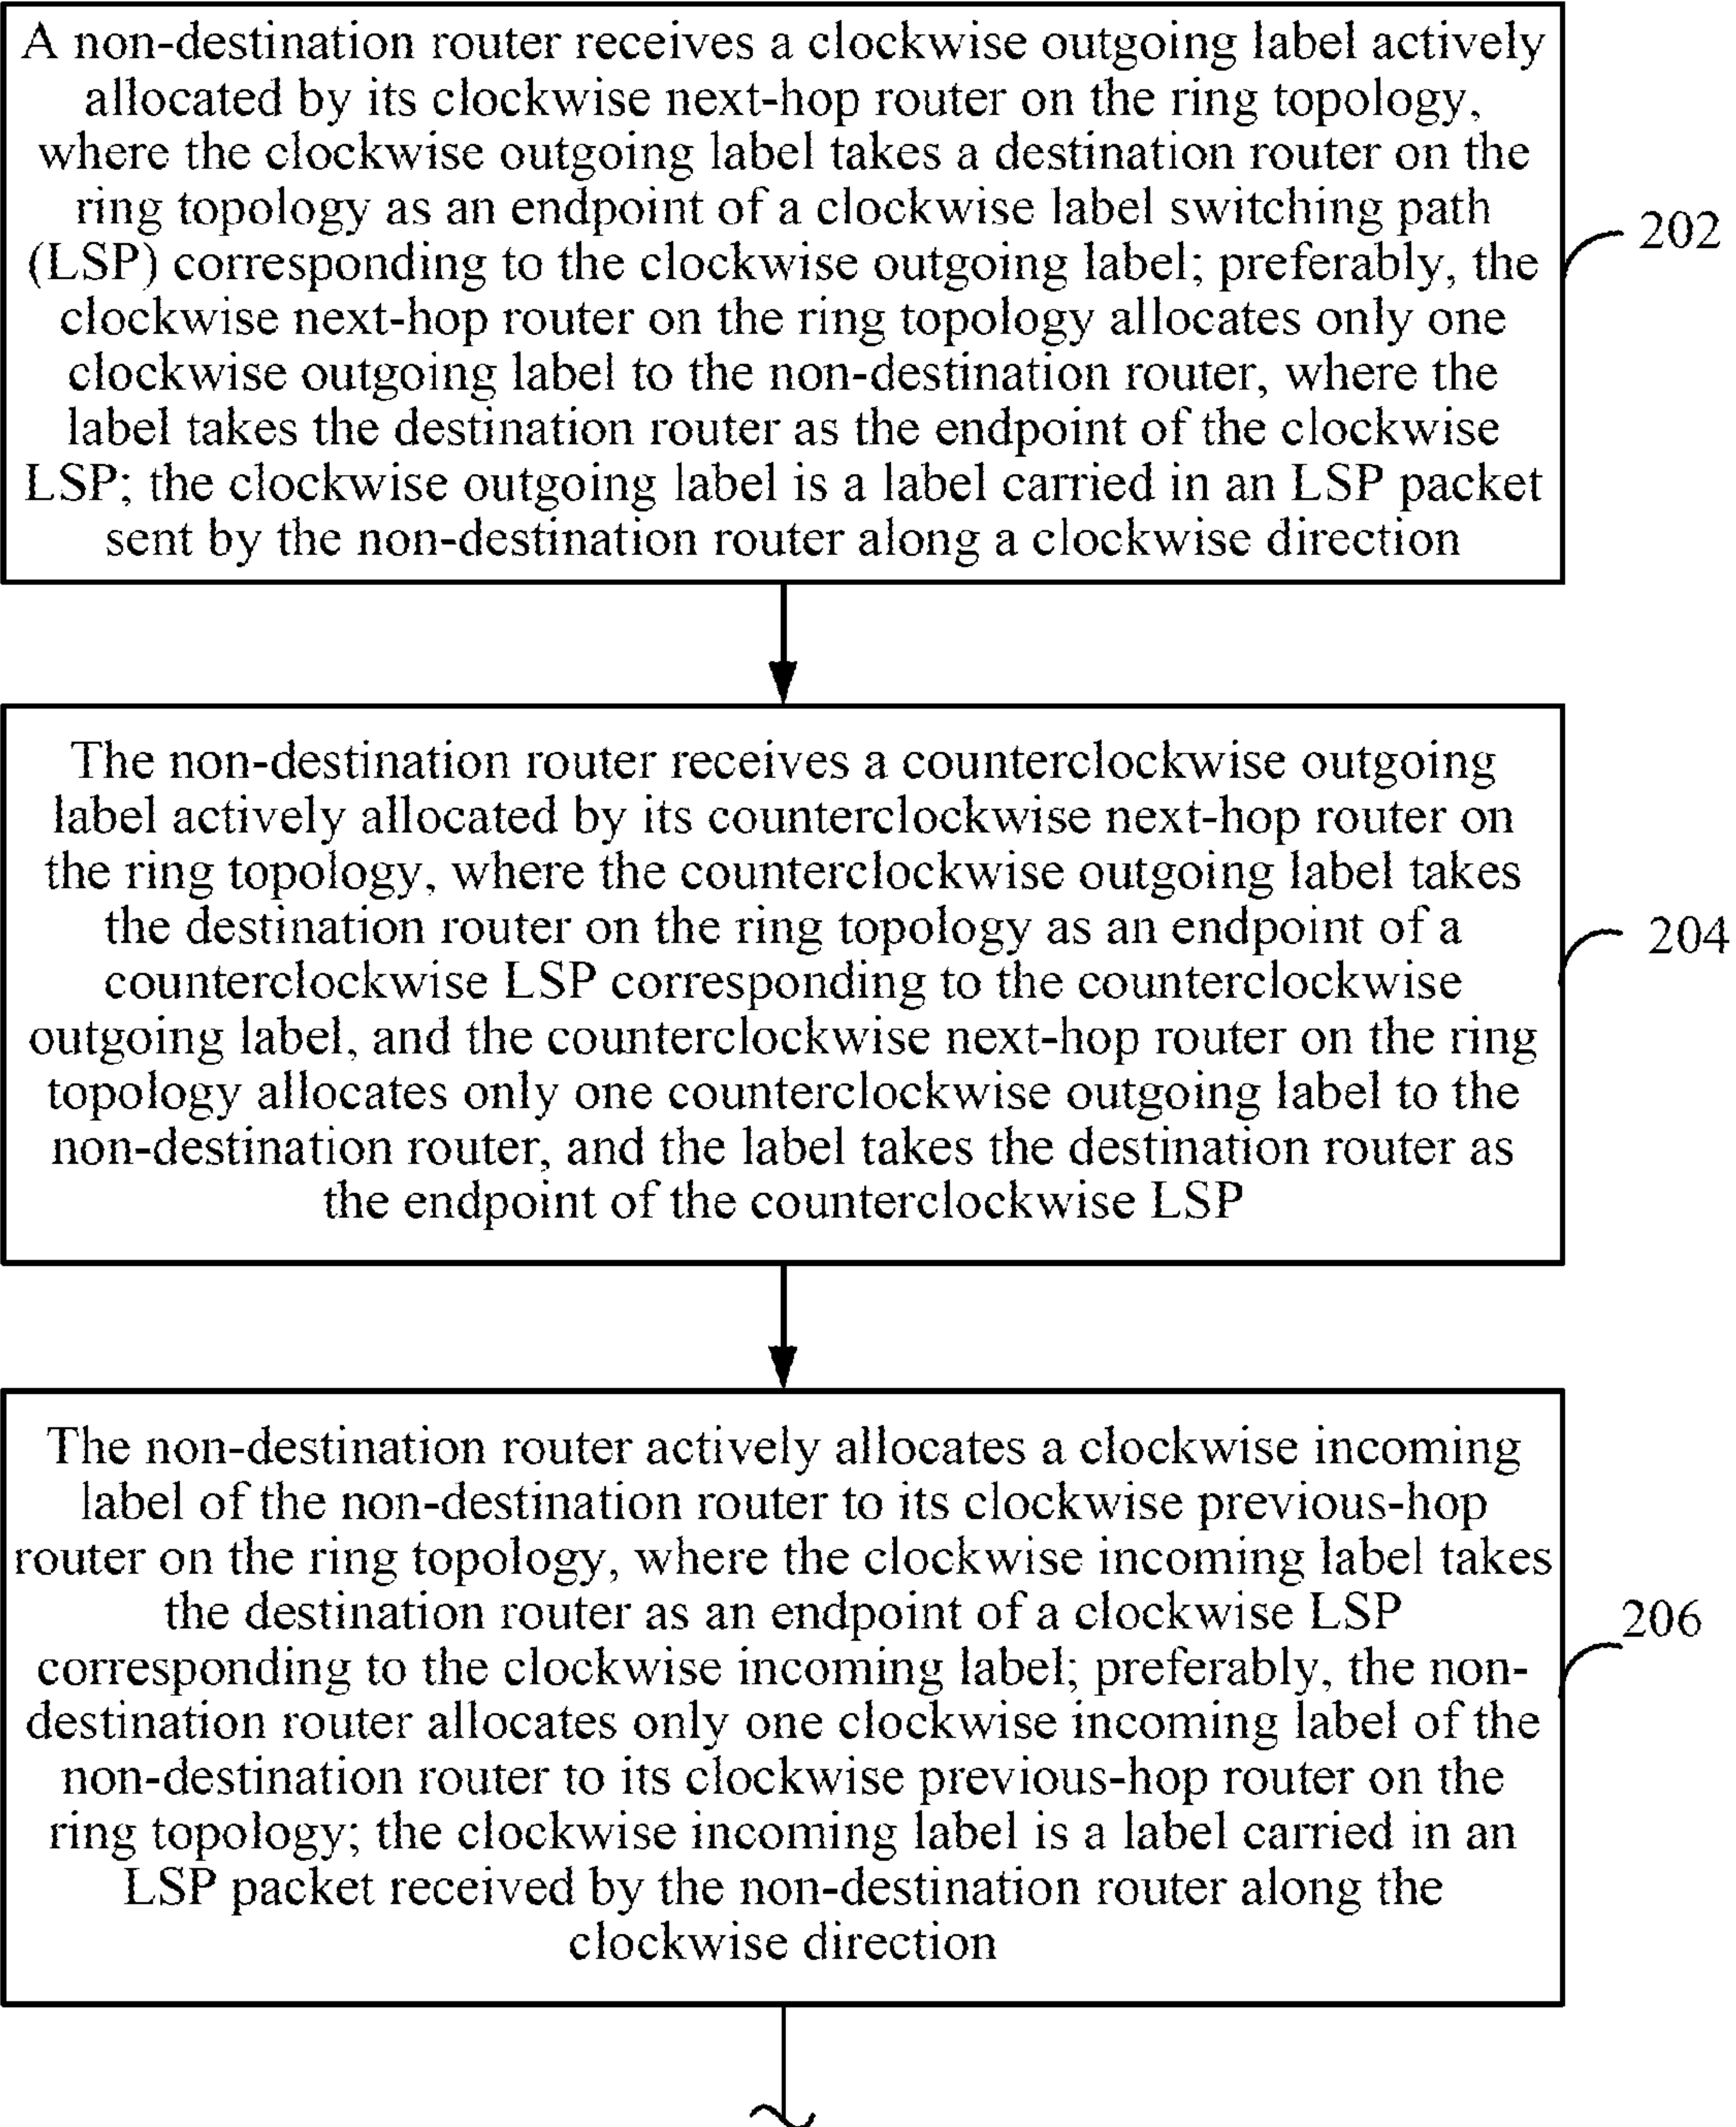 A non-destination router receives a clockwise outgoing label actively
allocated by its clockwise next-hop router on the ring topology,
where the clockwise outgoing label takes a destination router on the
ring topology as an endpoint of a clockwise label switching path
(LSP) corresponding to the clockwise outgoing label; preferably, the
clockwise next-hop router on the ring topology allocates only one
clockwise outgoing label to the non-destination router, where the
label takes the destination router as the endpoint of the clockwise
LSP; the clockwise outgoing label is a label carried in an LSP packet
sent by the non-destination router along a clockwise direction
202
The non-destination router receives a counterclockwise outgoing
label actively allocated by its counterclockwise next-hop router on
the ring topology, where the counterclockwise outgoing label takes
the destination router on the ring topology as an endpoint of a
counterclockwise LSP corresponding to the counterclockwise
outgoing label, and the counterclockwise next-hop router on the ring
topology allocates only one counterclockwise outgoing label to the
non-destination router, and the label takes the destination router as
the endpoint of the counterclockwise LSP
204
The non-destination router actively allocates a clockwise incoming
label of the non-destination router to its clockwise previous-hop
router on the ring topology, where the clockwise incoming label takes
the destination router as an endpoint of a clockwise LSP
corresponding to the clockwise incoming label; preferably, the non-
destination router allocates only one clockwise incoming label of the
non-destination router to its clockwise previous-hop router on the
ring topology; the clockwise incoming label is a label carried in an
LSP packet received by the non-destination router along the
clockwise direction
206